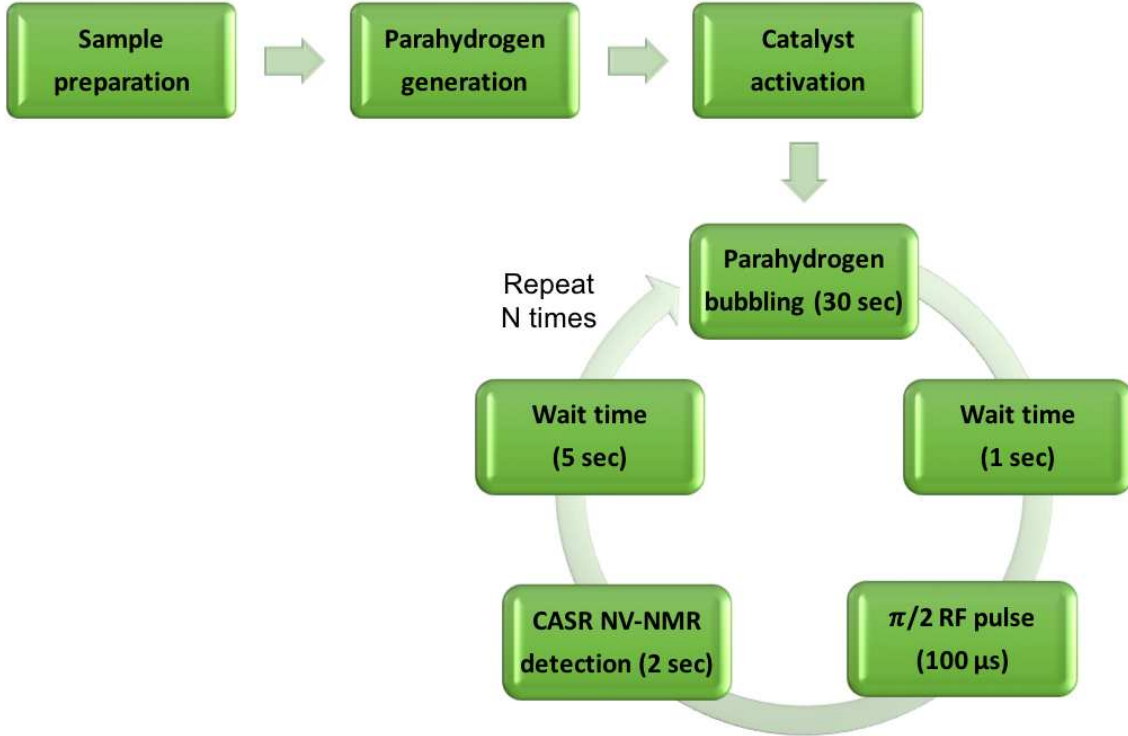 Sample
preparation
Parahydrogen
generation
Catalyst
activation
Parahydrogen
bubbling (30 sec)
Wait time
(1 sec)
π/2 RF pulse
(100 µs)
CASR NV-NMR
detection (2 sec)
Wait time
(5 sec)
Repeat
N times